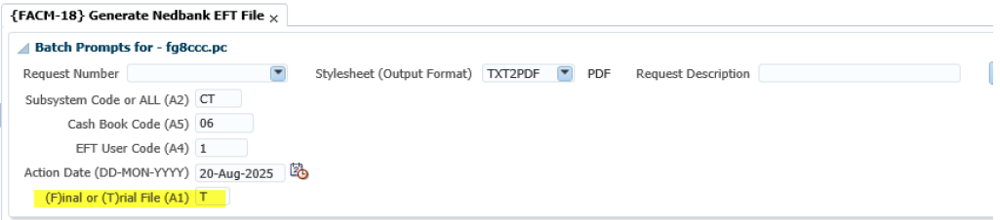 {FACM-18} Generate Nedbank EFT File ×
Batch Prompts for - fg8ccc.pc
Request Number Stylesheet (Output Format) TXT2PDF PDF Request Description
Subsystem Code or ALL (A2) CT
Cash Book Code (A5) 06
EFT User Code (A4) 1
Action Date (DD-MON-YYYY) 20-Aug-2025
(F)inal or (T)rial File (A1) T